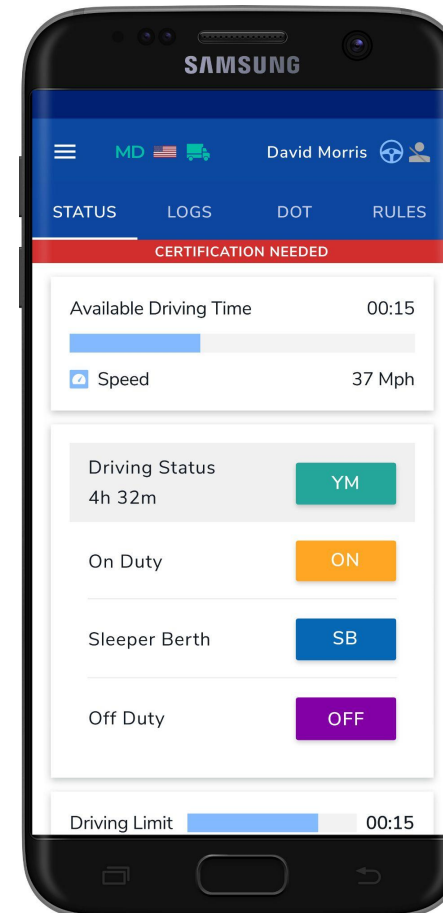 SAMSUNG
MD David Morris
STATUS LOGS DOT RULES
CERTIFICATION NEEDED
Available Driving Time 00:15
Speed 37 Mph
Driving Status YM
4h 32m
On Duty ON
Sleeper Berth SB
Off Duty OFF
Driving Limit 00:15